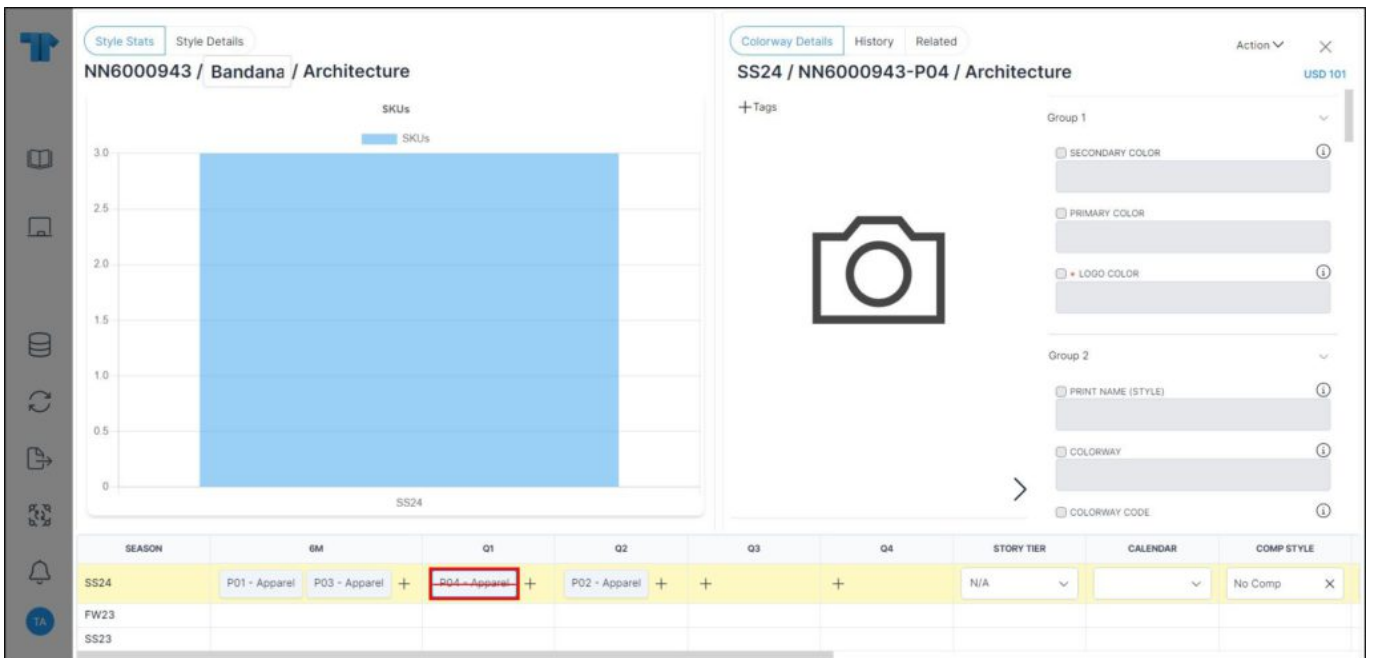 Style Stats Style Details
NN6000943 / Bandana / Architecture
SKUs
SKUs
3.0
2.5
2.0
1.5
1.0
0.5
0
SS24
Colorway Details History Related
Action
SS24 / NN6000943-P04 / Architecture
USD 101
+ Tags
Group 1
SECONDARY COLOR
PRIMARY COLOR
* LOGO COLOR
Group 2
PRINT NAME (STYLE)
COLORWAY
COLORWAY CODE
SEASON 6M Q1 Q2 Q3 Q4 STORY TIER CALENDAR COMP STYLE
SS24 P01 - Apparel P03 - Apparel + P04 - Apparel + P02 - Apparel + + + N/A No Comp X
FW23
SS23
TA